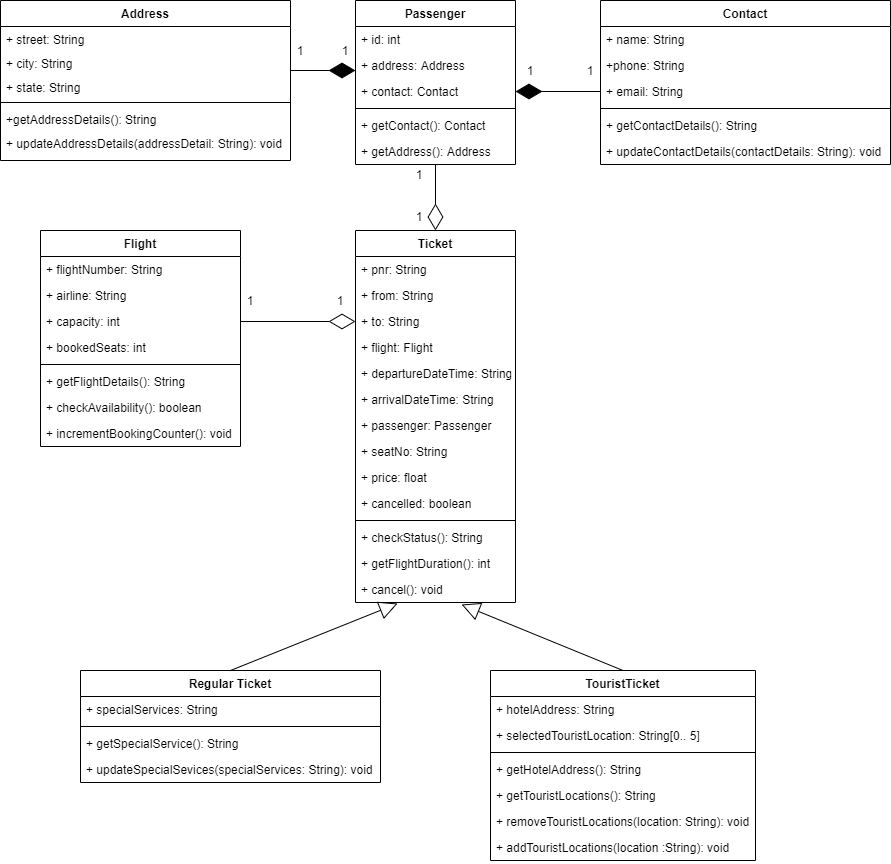 Address
+ street: String
+ city: String
+ state: String
+getAddressDetails(): String
+ updateAddressDetails(addressDetail: String): void
1
1
Passenger
+ id: int
+ address: Address
+ contact: Contact
+ getContact(): Contact
+ getAddress(): Address
1
1
Contact
+ name: String
+phone: String
+ email: String
+ getContactDetails(): String
+ updateContactDetails(contactDetails: String): void
1
1
Flight
+ flightNumber: String
+ airline: String
+ capacity: int
+ bookedSeats: int
+ getFlightDetails(): String
+ checkAvailability(): boolean
+ incrementBookingCounter(): void
1
1
Ticket
+ pnr: String
+ from: String
+ to: String
+ flight: Flight
+ departureDateTime: String
+ arrivalDateTime: String
+ passenger: Passenger
+ seatNo: String
+ price: float
+ cancelled: boolean
+ checkStatus(): String
+ getFlightDuration(): int
+ cancel(): void
Regular Ticket
+ specialServices: String
+ getSpecialService(): String
+ updateSpecialSevices(specialServices: String): void
TouristTicket
+ hotelAddress: String
+ selectedTouristLocation: String[0.. 5]
+ getHotelAddress(): String
+ getTouristLocations(): String
+ removeTouristLocations(location: String): void
+ addTouristLocations(location :String): void